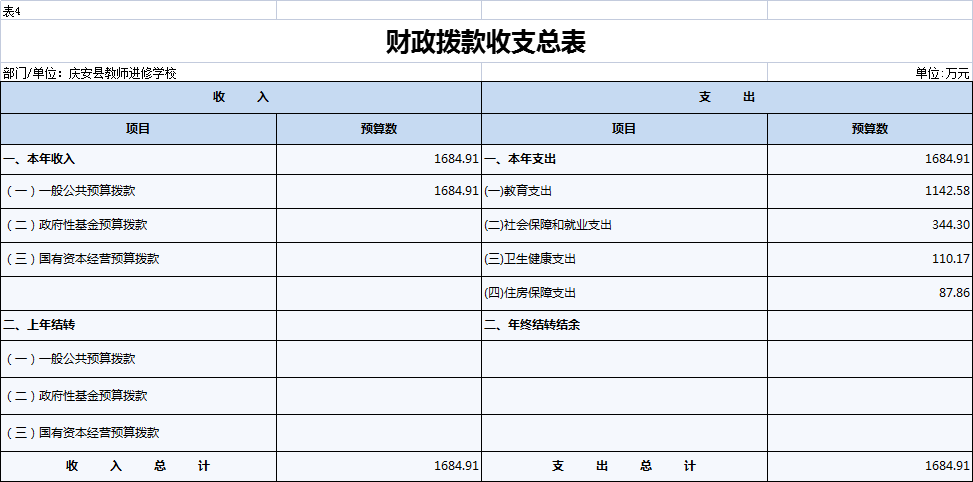 表4
财政拨款收支总表
部门/单位：庆安县教师进修学校 单位:万元
收 入 支 出
项目 预算数 项目 预算数
一、本年收入 1684.91 一、本年支出 1684.91
（一）一般公共预算拨款 1684.91 (一)教育支出 1142.58
（二）政府性基金预算拨款 (二)社会保障和就业支出 344.30
（三）国有资本经营预算拨款 (三)卫生健康支出 110.17
(四)住房保障支出 87.86
二、上年结转 二、年终结转结余
（一）一般公共预算拨款
（二）政府性基金预算拨款
（三）国有资本经营预算拨款
收 入 总 计 1684.91 支 出 总 计 1684.91